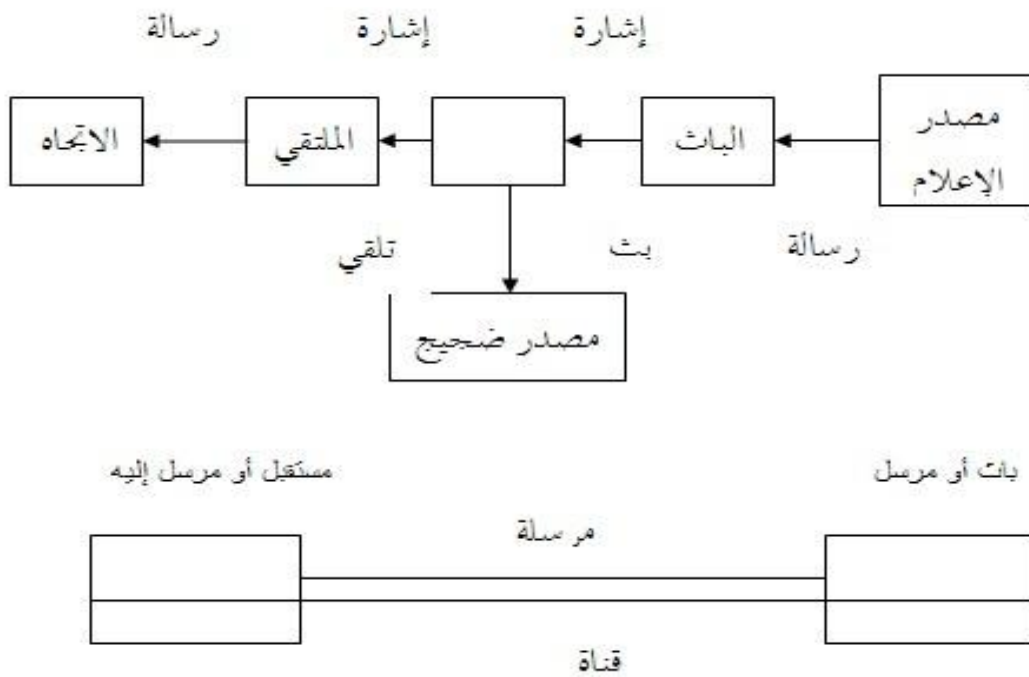 إشارة إشارة رسالة
مصدر الإعلام
الباث
الملتقي
الاتجاه
رسالة بث تلقي
مصدر ضجيج
باث أو مرسل
مستقبل أو مرسل إليه
مرسلة
قناة